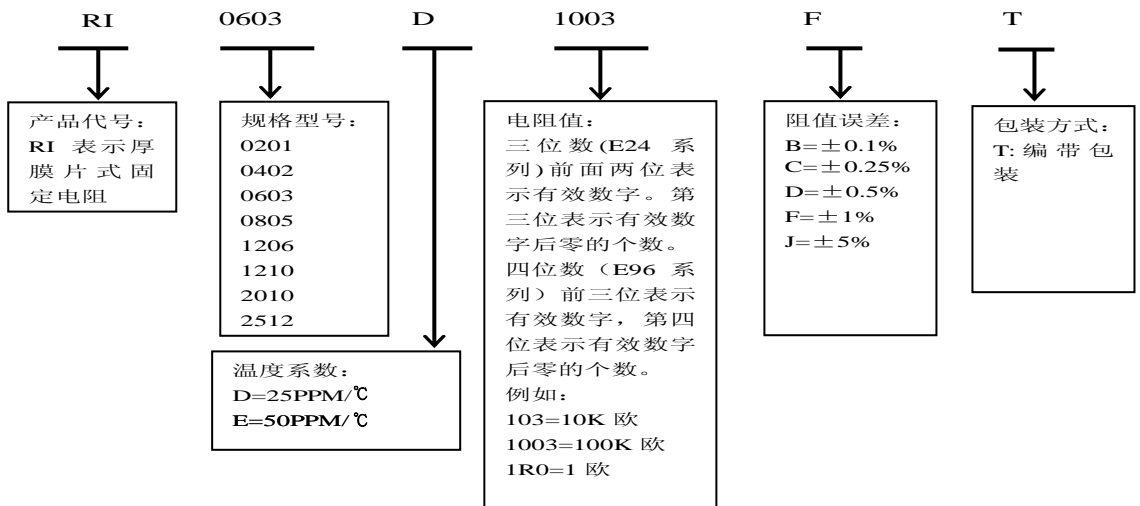 RI 0603 D 1003 F T
产品代号：
RI 表示厚
膜片式固
定电阻
规格型号：
0201
0402
0603
0805
1206
1210
2010
2512
温度系数：
D=25PPM/℃
E=50PPM/℃
电阻值：
三位数(E24 系
列)前面两位表
示有效数字。第
三位表示有效数
字后零的个数。
四位数（E96 系
列）前三位表示
有效数字，第四
位表示有效数字
后零的个数。
例如：
103=10K 欧
1003=100K 欧
1R0=1 欧
阻值误差：
B=±0.1%
C=±0.25%
D=±0.5%
F=±1%
J=±5%
包装方式：
T: 编带包
装